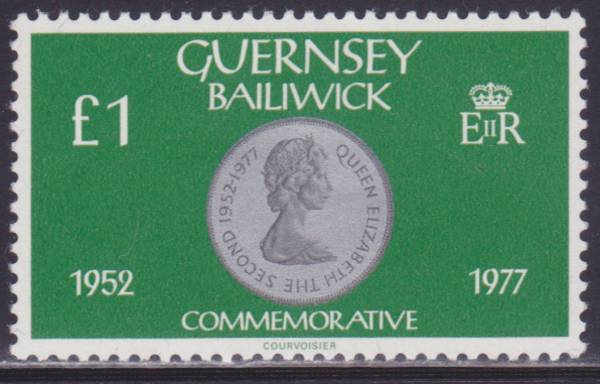 GUERNSEY
BAILIWICK
£1
EIIR
QUEEN ELIZABETH THE SECOND 1952-1977
1952
1977
COMMEMORATIVE
COURVOISIER